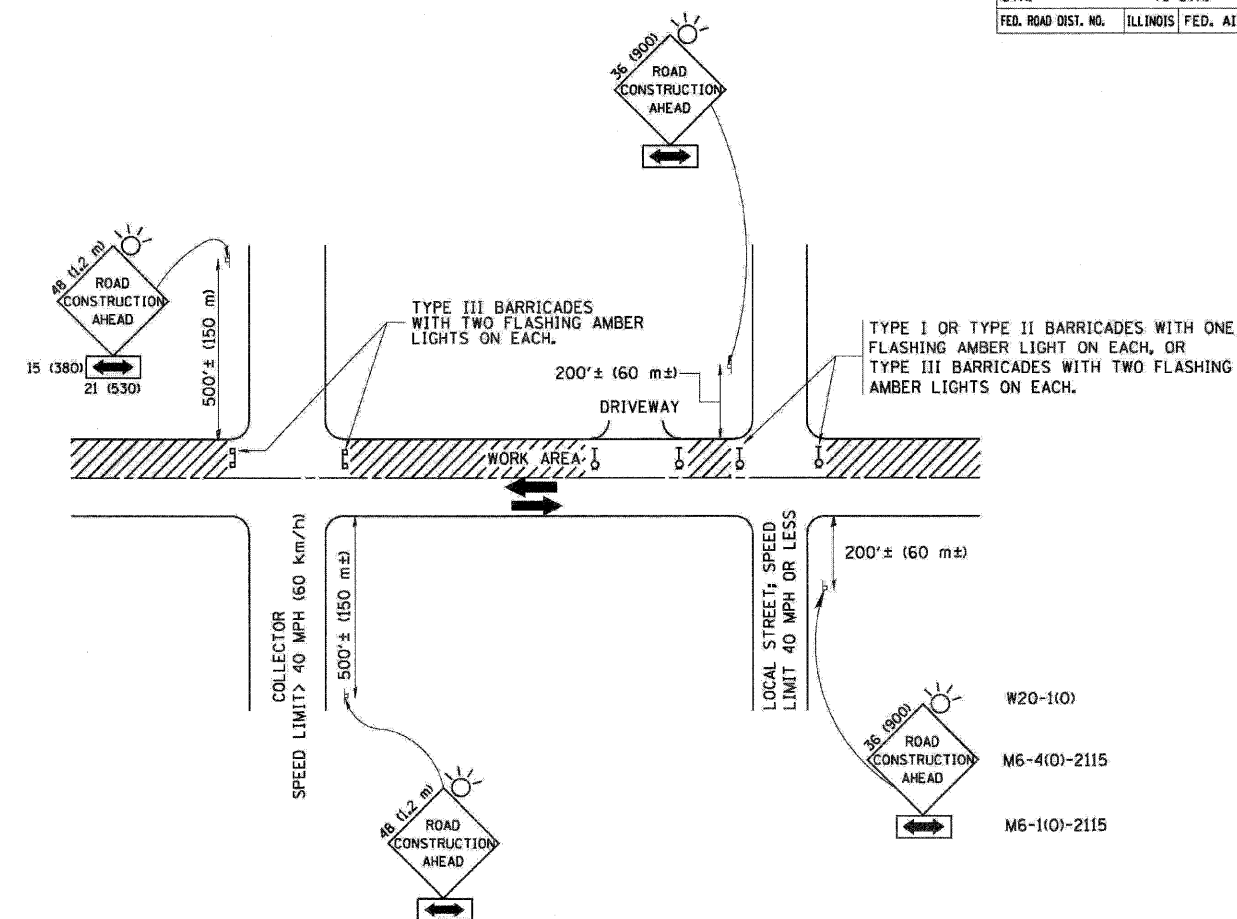 FED. ROAD DIST. NO. ILLINOIS FED. AI
36 (900)
ROAD
CONSTRUCTION
AHEAD
48 (1.2 m)
ROAD
CONSTRUCTION
AHEAD
15 (380)
21 (530)
500'± (150 m)
TYPE III BARRICADES
WITH TWO FLASHING AMBER
LIGHTS ON EACH.
200'± (60 m±)
DRIVEWAY
TYPE I OR TYPE II BARRICADES WITH ONE
FLASHING AMBER LIGHT ON EACH, OR
TYPE III BARRICADES WITH TWO FLASHING
AMBER LIGHTS ON EACH.
WORK AREA
COLLECTOR
SPEED LIMIT> 40 MPH (60 km/h)
500'± (150 m±)
LOCAL STREET; SPEED
LIMIT 40 MPH OR LESS
200'± (60 m±)
36 (900)
ROAD
CONSTRUCTION
AHEAD
W20-1(O)
M6-4(O)-2115
M6-1(O)-2115
48 (1.2 m)
ROAD
CONSTRUCTION
AHEAD